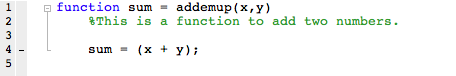 1 function sum = addemup(x,y)
2 %This is a function to add two numbers.
3
4 - sum = (x + y);
5